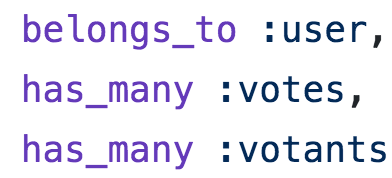 belongs_to :user,
has_many :votes,
has_many :votants